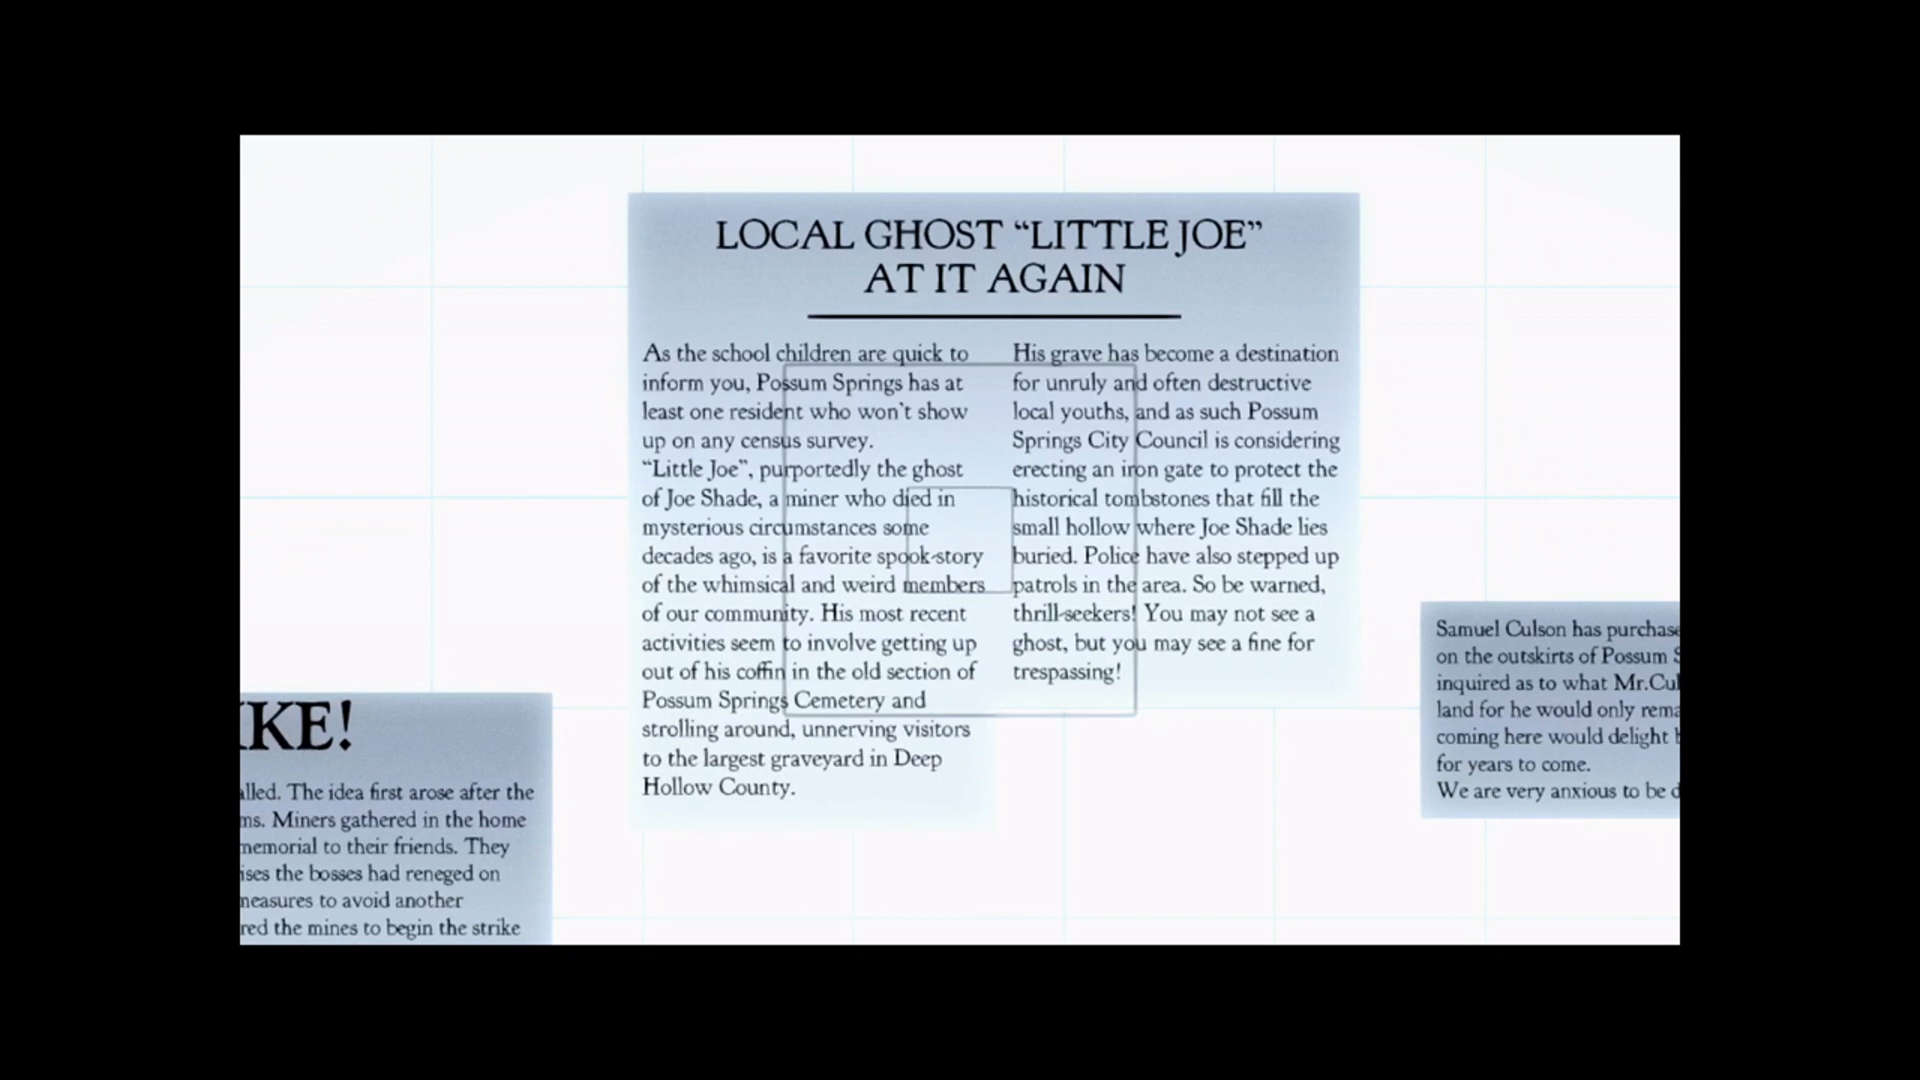 LOCAL GHOST “LITTLE JOE”
AT IT AGAIN
As the school children are quick to
inform you, Possum Springs has at
least one resident who won`t show
up on any census survey.
“Little Joe”, purportedly the ghost
of Joe Shade, a miner who died in
mysterious circumstances some
decades ago, is a favorite spook-story
of the whimsical and weird members
of our community. His most recent
activities seem to involve getting up
out of his coffin in the old section of
Possum Springs Cemetery and
strolling around, unnerving visitors
to the largest graveyard in Deep
Hollow County.
His grave has become a destination
for unruly and often destructive
local youths, and as such Possum
Springs City Council is considering
erecting an iron gate to protect the
historical tombstones that fill the
small hollow where Joe Shade lies
buried. Police have also stepped up
patrols in the area. So be warned,
thrill-seekers! You may not see a
ghost, but you may see a fine for
trespassing!
KE!
The idea first arose after the
Miners gathered in the home
to their friends. They
the bosses had reneged on
to avoid another
the mines to begin the strike
Samuel Culson has
on the outskirts of Possum
inquired as to what
land for he would only
coming here would delight
for years to come.
We are very anxious to be